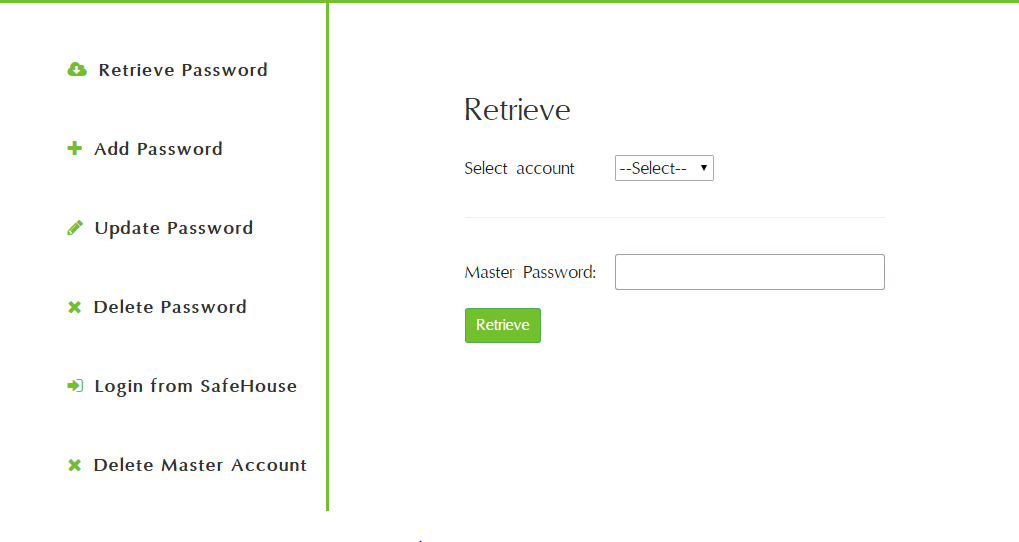 Retrieve Password
Add Password
Update Password
Delete Password
Login from SafeHouse
Delete Master Account
Retrieve
Select account --Select--
Master Password:
Retrieve